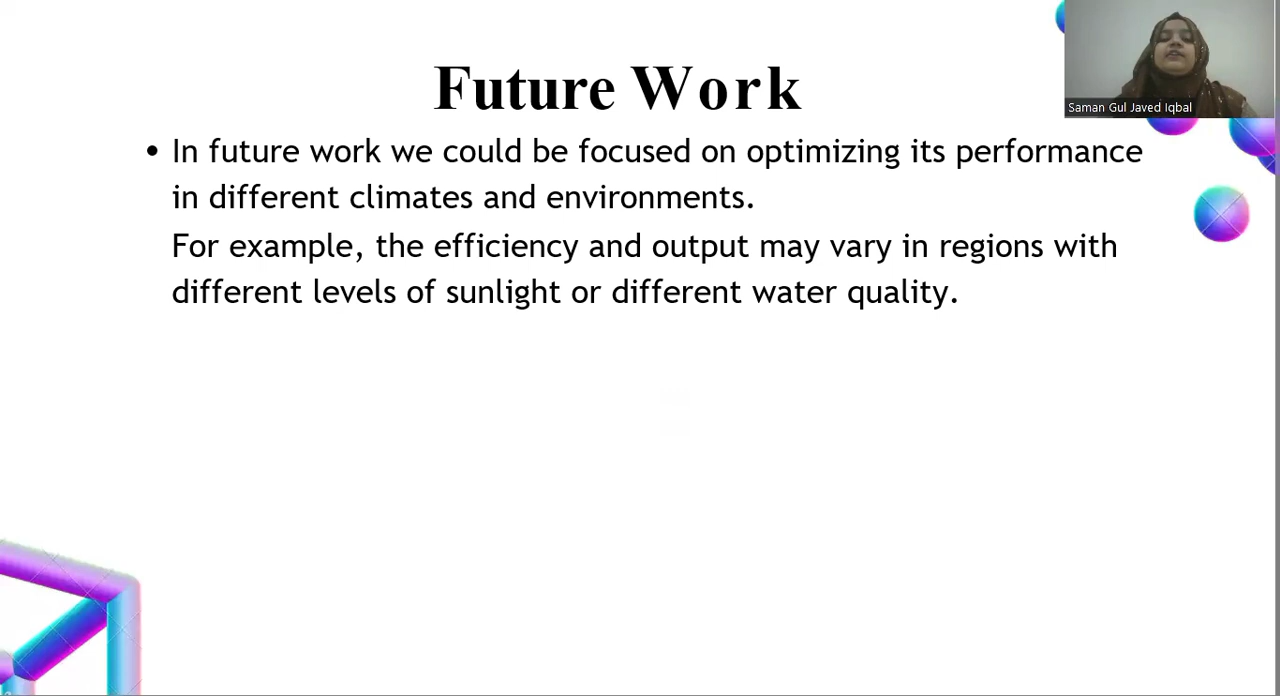 Future Work
Saman Gul Javed Iqbal
• In future work we could be focused on optimizing its performance
in different climates and environments.
For example, the efficiency and output may vary in regions with
different levels of sunlight or different water quality.